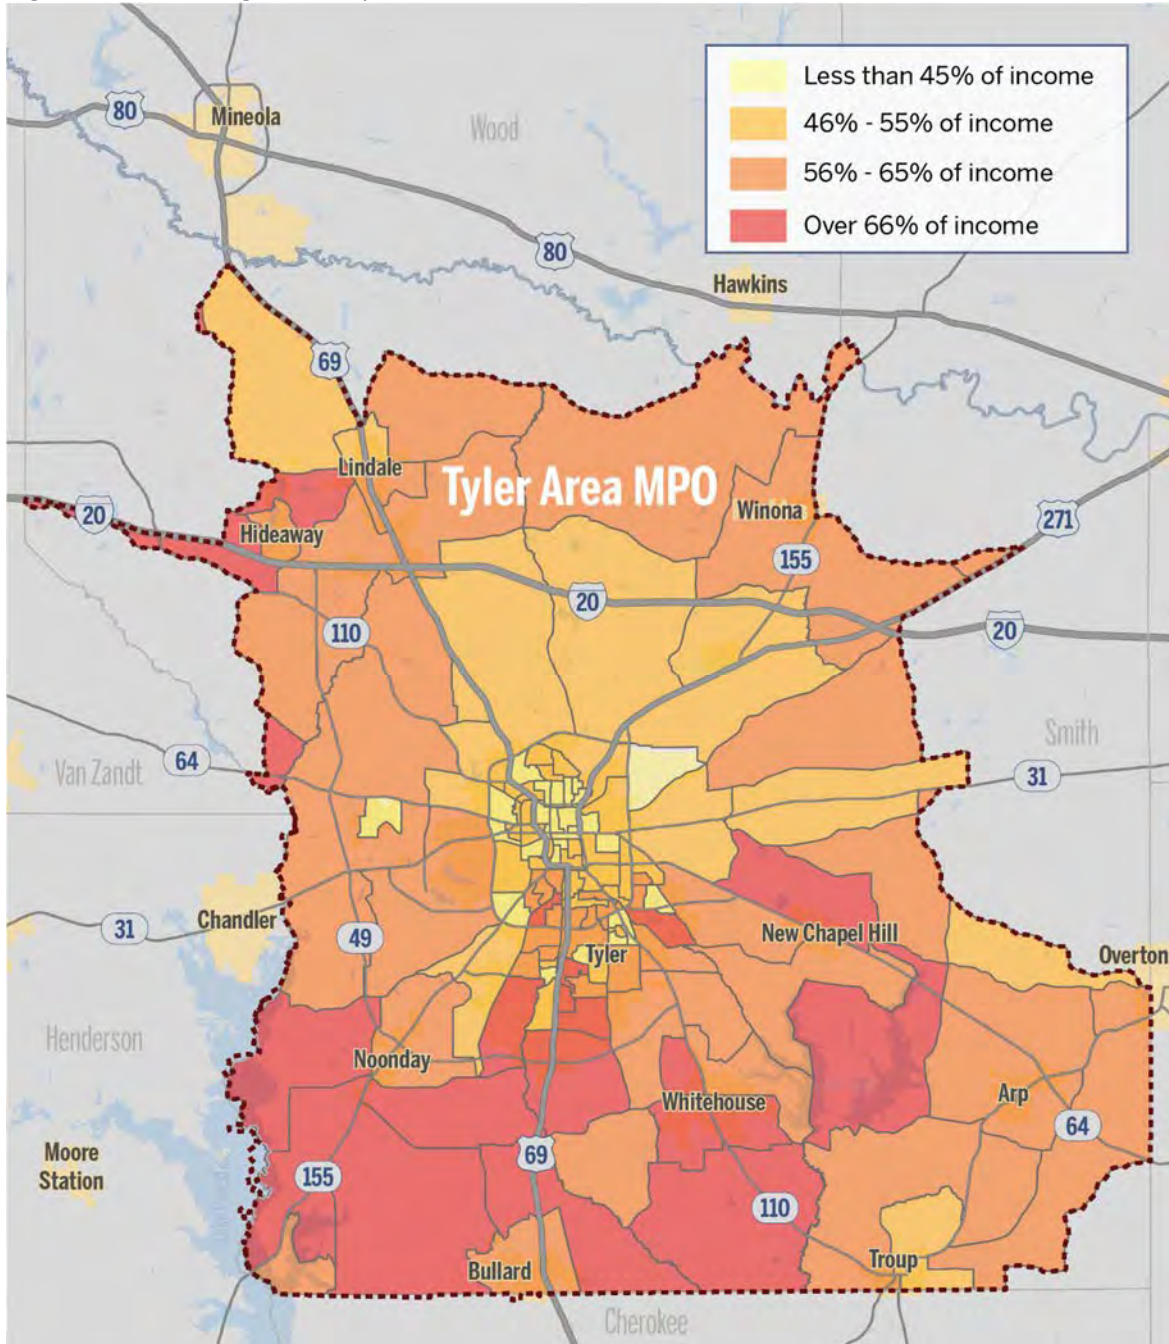 Less than 45% of income
46% - 55% of income
56% - 65% of income
Over 66% of income
80
Mineola
Wood
80
Hawkins
69
Lindale
Tyler Area MPO
Winona
20
Hideaway
271
155
20
110
20
Smith
64
Van Zandt
31
Chandler
31
49
New Chapel Hill
Tyler
Overton
Henderson
Noonday
Whitehouse
Arp
64
Moore
Station
69
155
110
Troup
Bullard
Cherokee